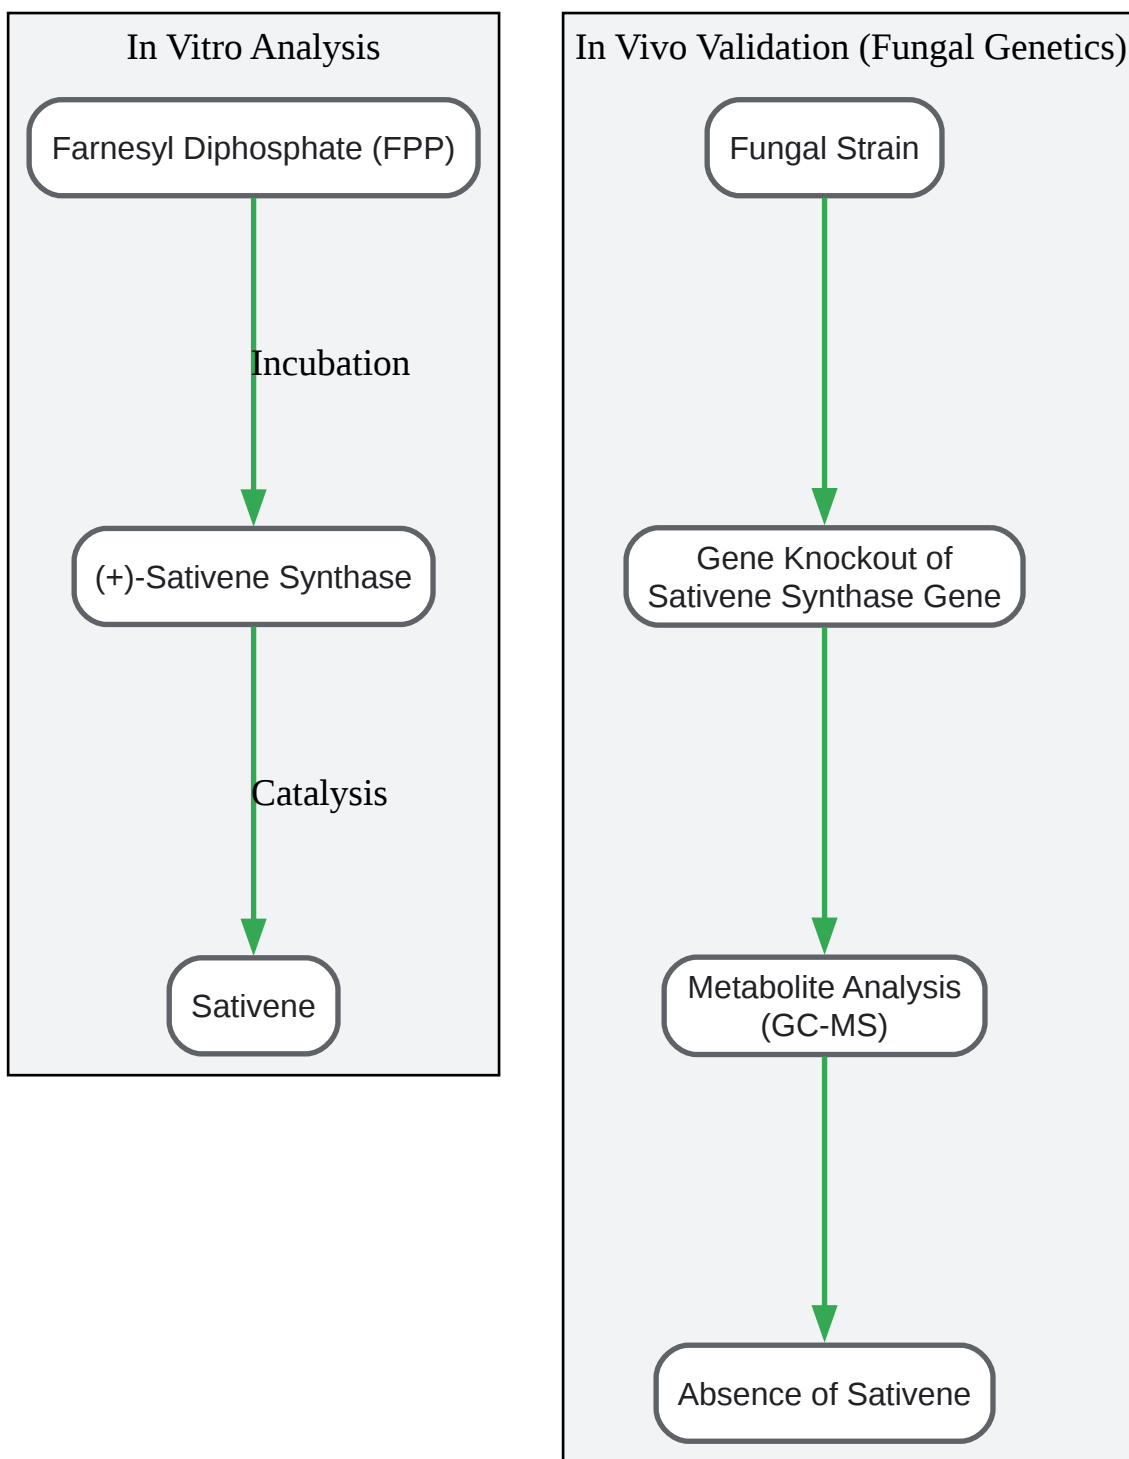 In Vitro Analysis
Farnesyl Diphosphate (FPP)
Incubation
(+)-Sativene Synthase
Catalysis
Sativene
In Vivo Validation (Fungal Genetics)
Fungal Strain
Gene Knockout of
Sativene Synthase Gene
Metabolite Analysis
(GC-MS)
Absence of Sativene